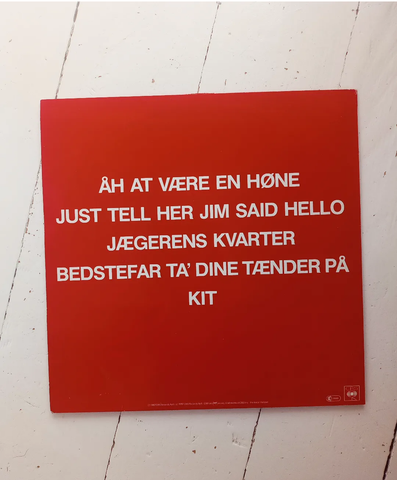 ÅH AT VÆRE EN HØNE
JUST TELL HER JIM SAID HELLO
JÆGERENS KVARTER
BEDSTEFAR TA' DINE TÆNDER PÅ
KIT